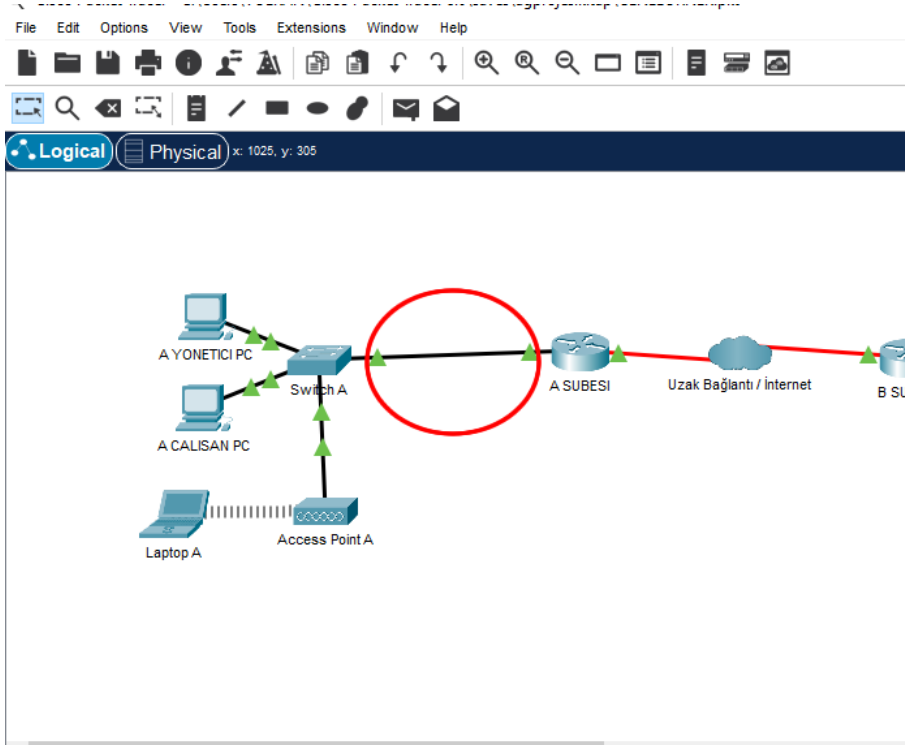 File Edit Options View Tools Extensions Window Help
Logical Physical x: 1025, y: 305
A YONETICI PC
Switch A
A SUBESI
Uzak Bağlantı / İnternet
B SU
A CALISAN PC
Access Point A
Laptop A